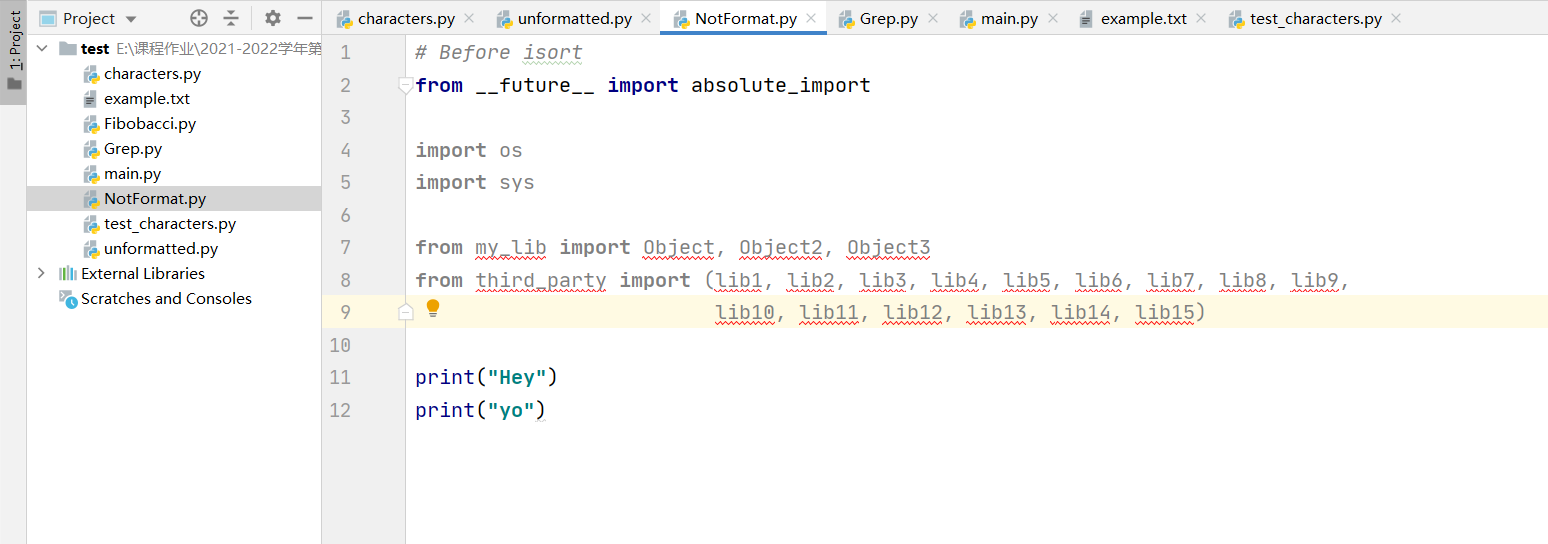 1: Project
Project
characters.py
unformatted.py
NotFormat.py
Grep.py
main.py
example.txt
test_characters.py
test E:\课程作业\2021-2022学年第
characters.py
example.txt
Fibobacci.py
Grep.py
main.py
NotFormat.py
test_characters.py
unformatted.py
External Libraries
Scratches and Consoles
1 # Before isort
2 from __future__ import absolute_import
3
4 import os
5 import sys
6
7 from my_lib import Object, Object2, Object3
8 from third_party import (lib1, lib2, lib3, lib4, lib5, lib6, lib7, lib8, lib9,
9 lib10, lib11, lib12, lib13, lib14, lib15)
10
11 print("Hey")
12 print("yo")